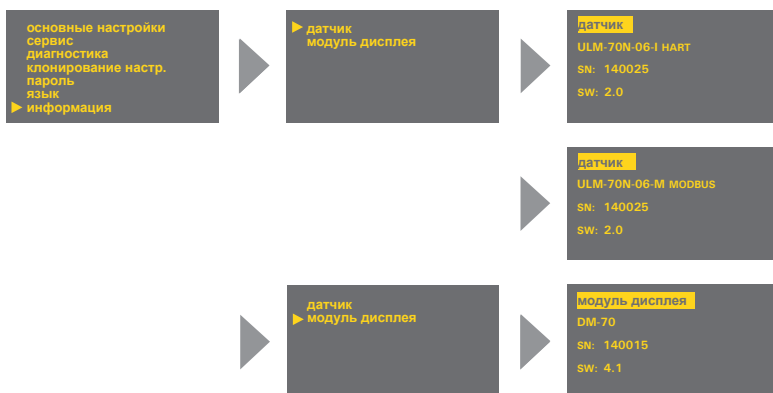 основные настройки
сервис
диагностика
клонирование настр.
пароль
язык
информация
датчик
модуль дисплея
датчик
ULM-70N-06-I HART
SN: 140025
SW: 2.0
датчик
ULM-70N-06-M MODBUS
SN: 140025
SW: 2.0
датчик
модуль дисплея
модуль дисплея
DM-70
SN: 140015
SW: 4.1